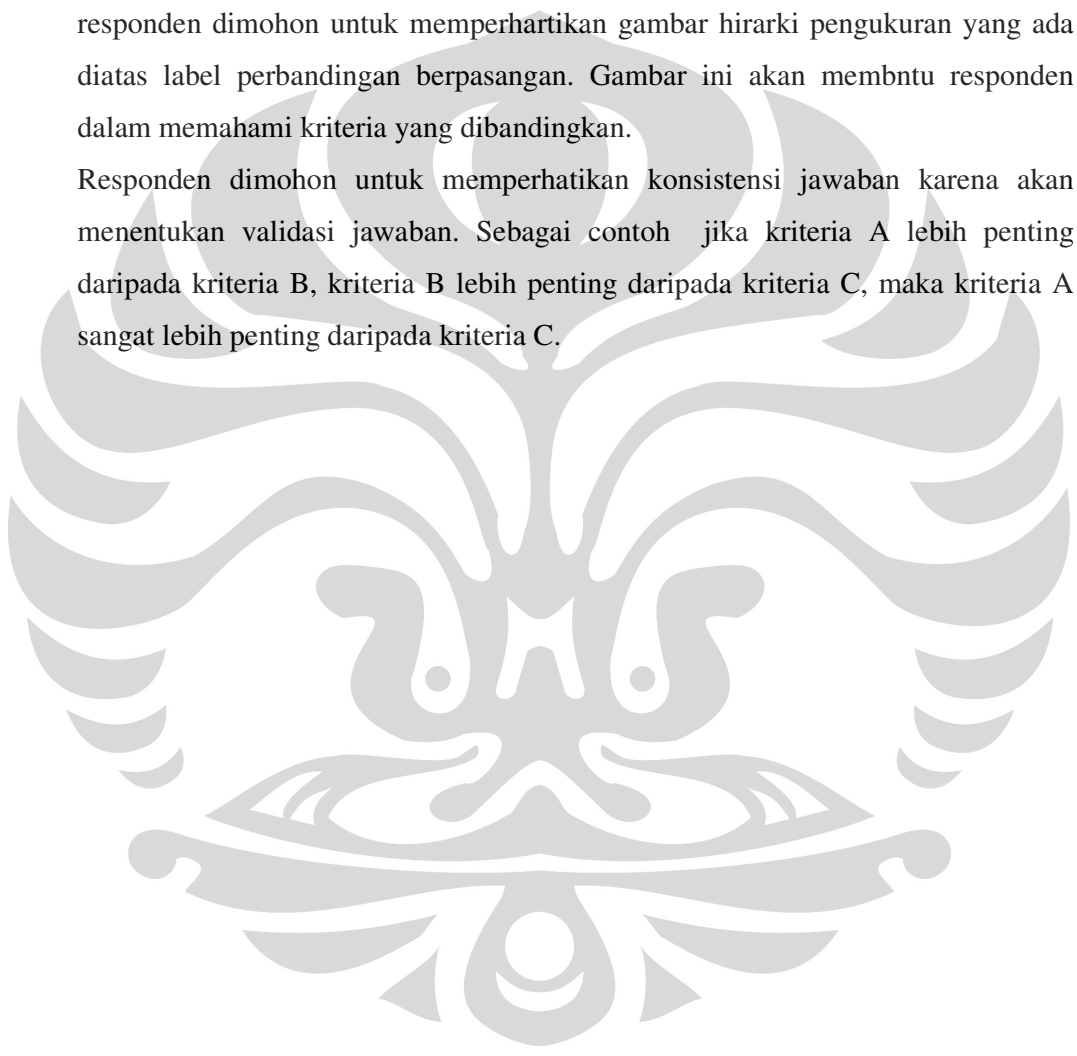 responden dimohon untuk memperhartikan gambar hirarki pengukuran yang ada
diatas label perbandingan berpasangan. Gambar ini akan membntu responden
dalam memahami kriteria yang dibandingkan.
Responden dimohon untuk memperhatikan konsistensi jawaban karena akan
menentukan validasi jawaban. Sebagai contoh jika kriteria A lebih penting
daripada kriteria B, kriteria B lebih penting daripada kriteria C, maka kriteria A
sangat lebih penting daripada kriteria C.